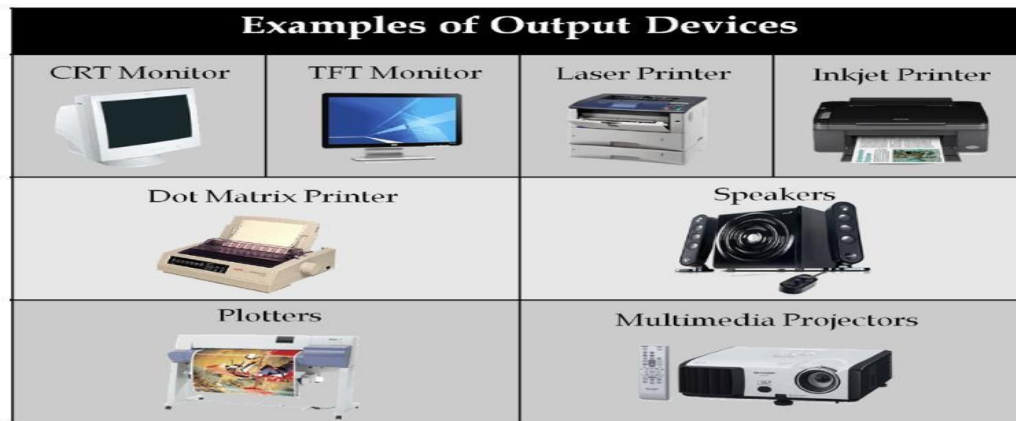 Examples of Output Devices
CRT Monitor
TFT Monitor
Laser Printer
Inkjet Printer
Dot Matrix Printer
Speakers
Plotters
Multimedia Projectors